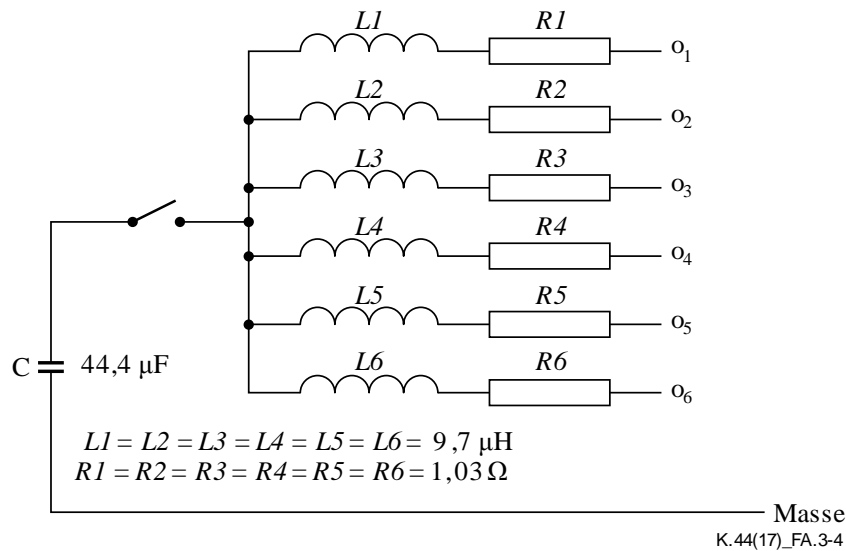 L1 R1 o1
L2 R2 o2
L3 R3 o3
L4 R4 o4
L5 R5 o5
C 44,4 µF L6 R6 o6
L1 = L2 = L3 = L4 = L5 = L6 = 9,7 µH
R1 = R2 = R3 = R4 = R5 = R6 = 1,03 Ω
Masse
K.44(17)_FA.3-4